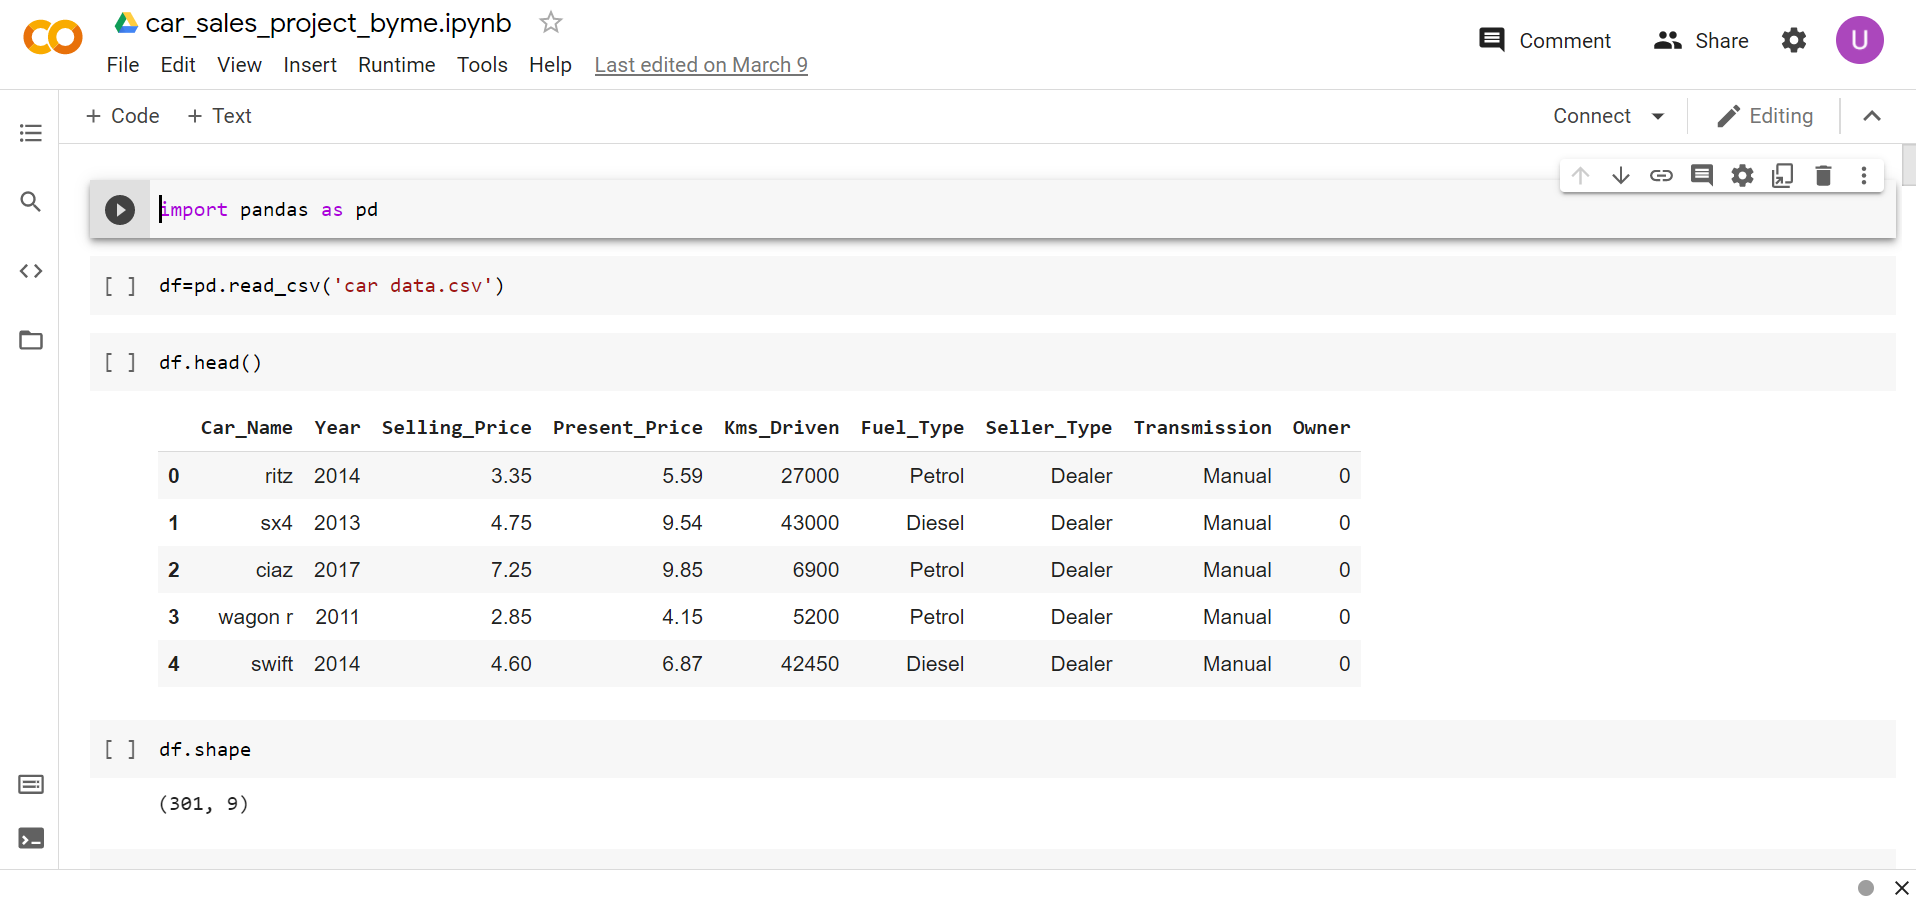 car_sales_project_byme.ipynb
Comment Share U
File Edit View Insert Runtime Tools Help Last edited on March 9
+ Code + Text Connect Editing
import pandas as pd
[ ] df=pd.read_csv('car data.csv')
[ ] df.head()
Car_Name Year Selling_Price Present_Price Kms_Driven Fuel_Type Seller_Type Transmission Owner
0 ritz 2014 3.35 5.59 27000 Petrol Dealer Manual 0
1 sx4 2013 4.75 9.54 43000 Diesel Dealer Manual 0
2 ciaz 2017 7.25 9.85 6900 Petrol Dealer Manual 0
3 wagon r 2011 2.85 4.15 5200 Petrol Dealer Manual 0
4 swift 2014 4.60 6.87 42450 Diesel Dealer Manual 0
[ ] df.shape
(301, 9)